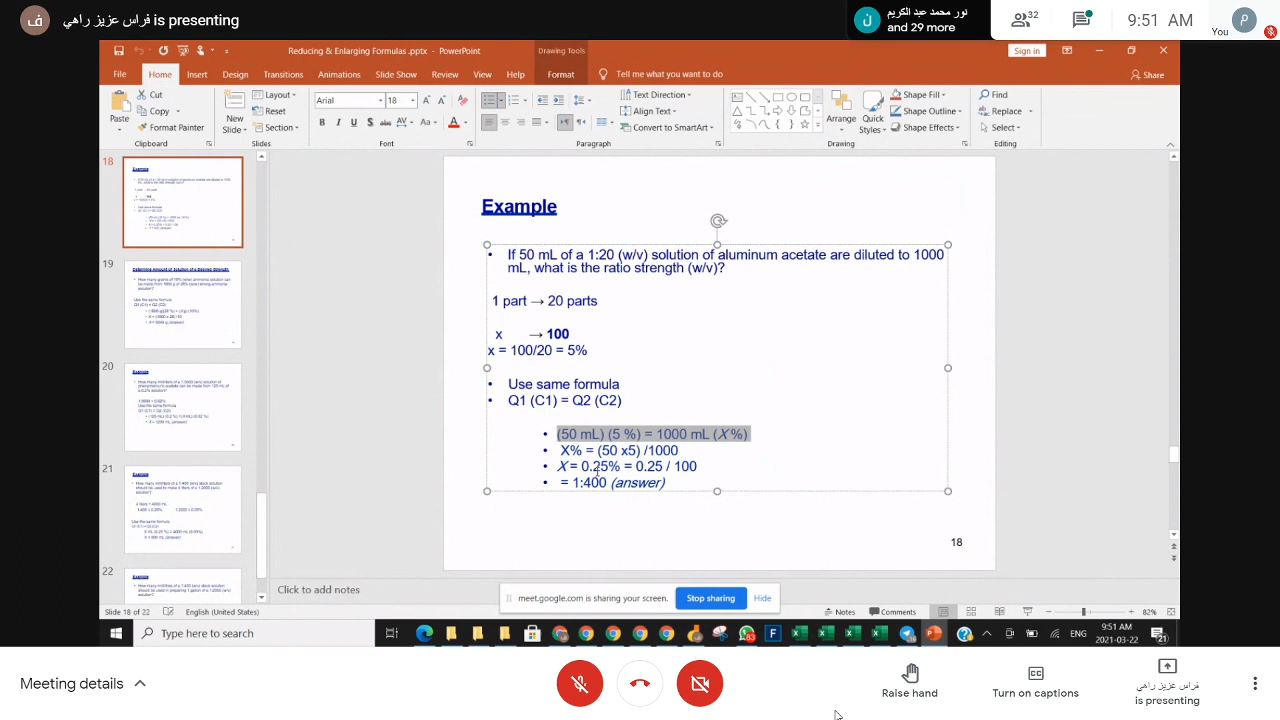 فراس عزيز راهي is presenting
نور محمد عبد الكريم
and 29 more
32
9:51 AM
You
Reducing & Enlarging Formulas .pptx - PowerPoint
Drawing Tools
Sign in
File Home Insert Design Transitions Animations Slide Show Review View Help Format Tell me what you want to do Share
Paste
Cut
Copy
Format Painter
Clipboard
New
Slide
Layout
Reset
Section
Slides
Arial 18
Font
Text Direction
Align Text
Convert to SmartArt
Paragraph
Arrange
Quick
Styles
Shape Fill
Shape Outline
Shape Effects
Drawing
Find
Replace
Select
Editing
18
19
20
21
22
Example
• If 50 mL of a 1:20 (w/v) solution of aluminum acetate are diluted to 1000
mL, what is the ratio strength (w/v)?
1 part → 20 parts
x → 100
x = 100/20 = 5%
• Use same formula
• Q1 (C1) = Q2 (C2)
• (50 mL) (5 %) = 1000 mL (X %)
• X% = (50 x5) /1000
• X = 0.25% = 0.25 / 100
• = 1:400 (answer)
18
Click to add notes
meet.google.com is sharing your screen. Stop sharing Hide
Slide 18 of 22 English (United States) Notes Comments 82%
Type here to search
83
ENG
9:51 AM
2021-03-22
21
Meeting details
Raise hand
Turn on captions
فراس عزيز راهي
is presenting